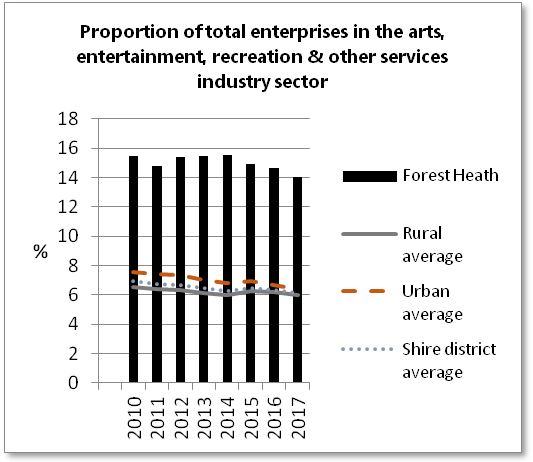 Proportion of total enterprises in the arts,
entertainment, recreation & other services
industry sector
18
16
14
12
10
8
6
4
2
0
%
2010
2011
2012
2013
2014
2015
2016
2017
Forest Heath
Rural
average
Urban
average
Shire district
average